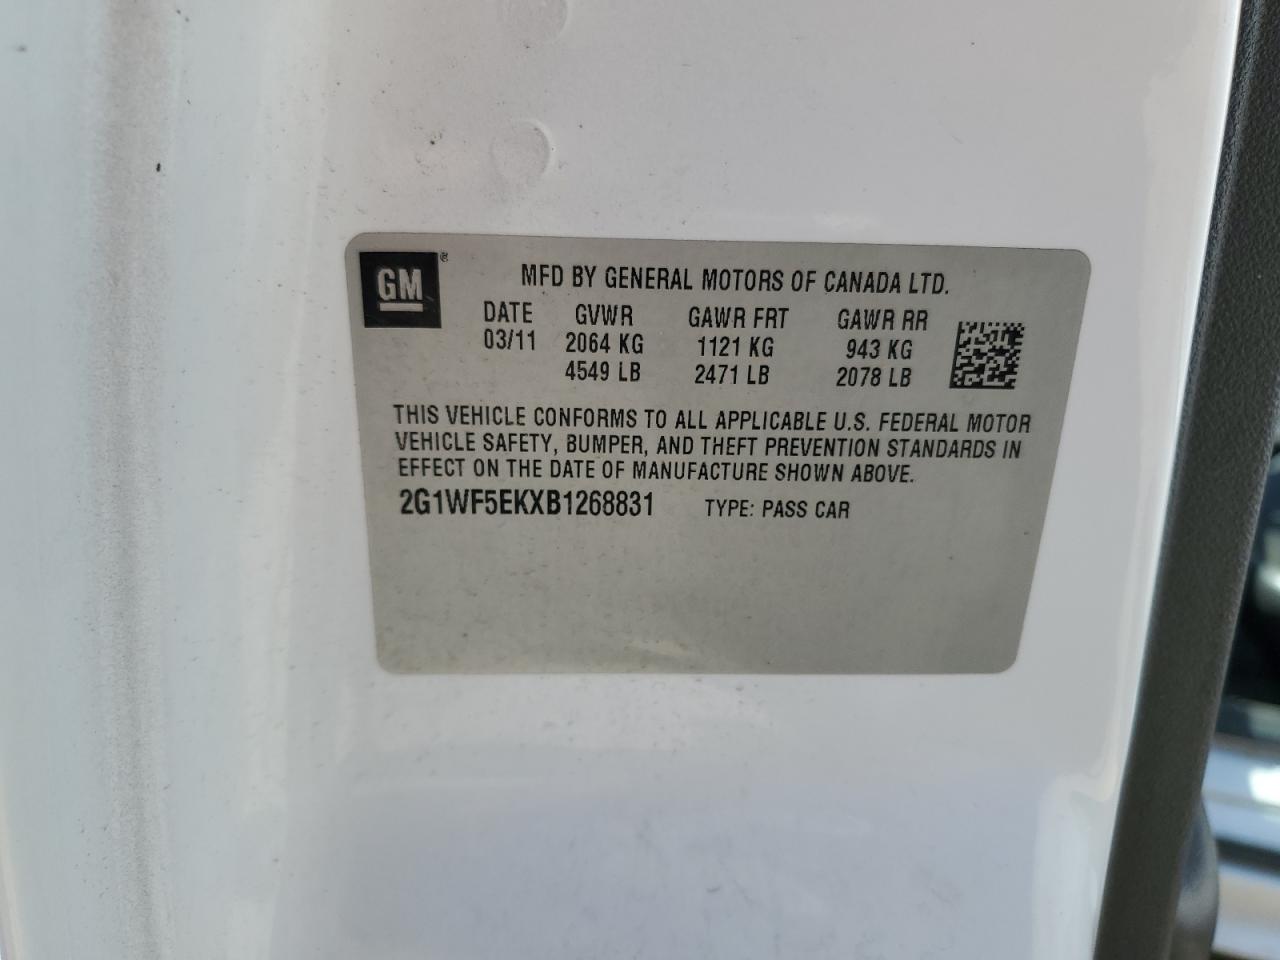 GM®
MFD BY GENERAL MOTORS OF CANADA LTD.
DATE GVWR GAWR FRT GAWR RR
03/11 2064 KG 1121 KG 943 KG
4549 LB 2471 LB 2078 LB
THIS VEHICLE CONFORMS TO ALL APPLICABLE U.S. FEDERAL MOTOR
VEHICLE SAFETY, BUMPER, AND THEFT PREVENTION STANDARDS IN
EFFECT ON THE DATE OF MANUFACTURE SHOWN ABOVE.
2G1WF5EKXB1268831 TYPE: PASS CAR